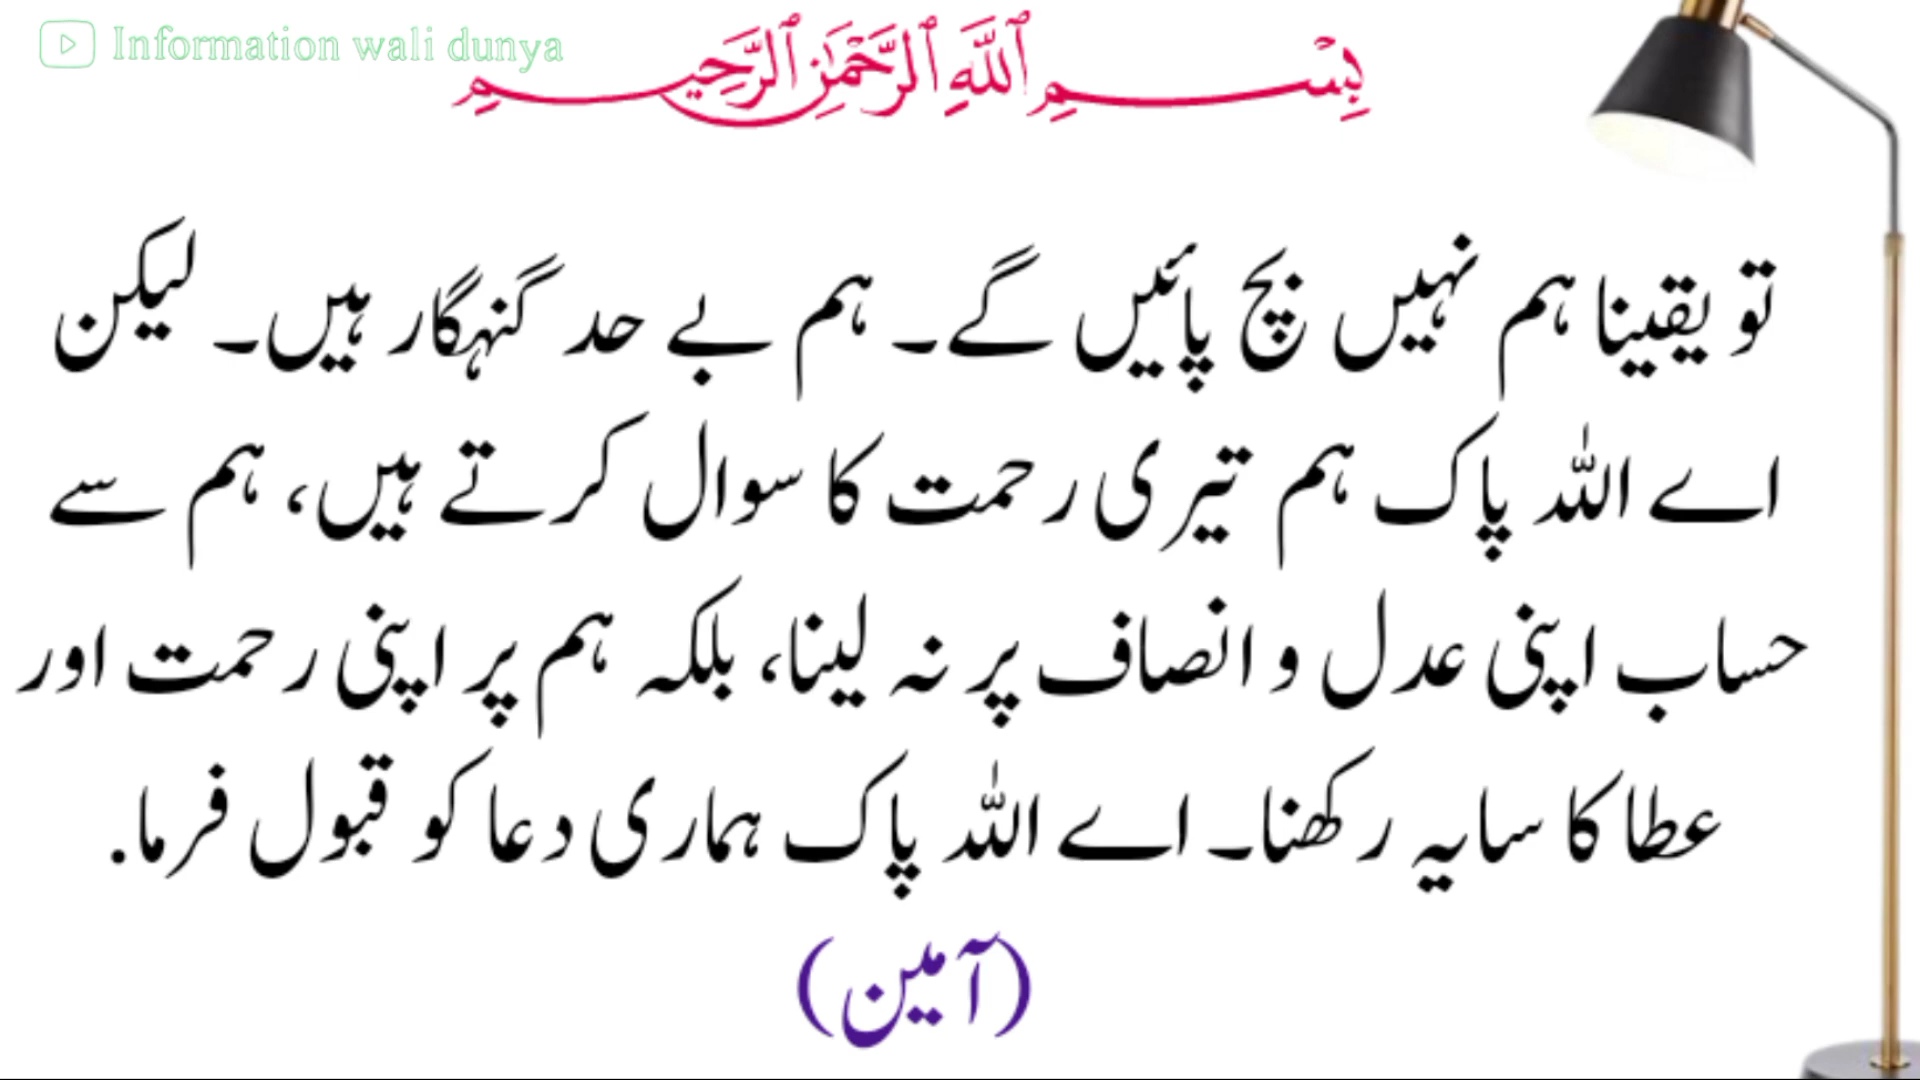 Information wali dunya
بِسْمِ ٱللَّهِ ٱلرَّحْمَٰنِ ٱلرَّحِيمِ
تو یقینا ہم نہیں بچ پائیں گے۔ ہم بے حد گنہگار ہیں۔ لیکن
اے اللہ پاک ہم تیری رحمت کا سوال کرتے ہیں، ہم سے
حساب اپنی عدل و انصاف پر نہ لینا، بلکہ ہم پر اپنی رحمت اور
عطا کا سایہ رکھنا۔ اے اللہ پاک ہماری دعا کو قبول فرما.
(آمین)